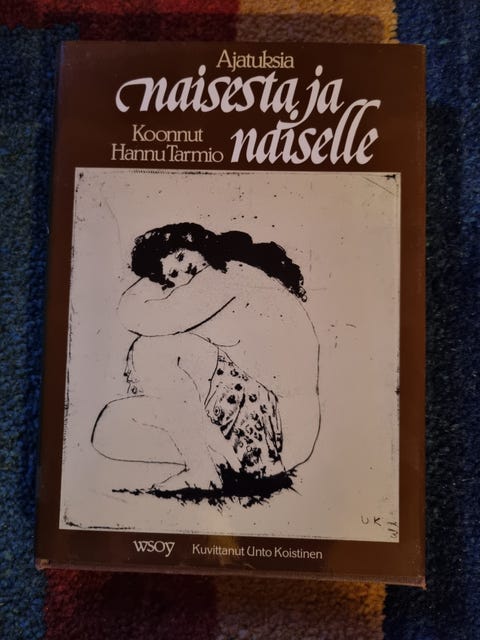 Ajatuksia
naisesta ja
naiselle
Koonnut
Hannu Tarmio
UK
WSOY Kuvittanut Unto Koistinen